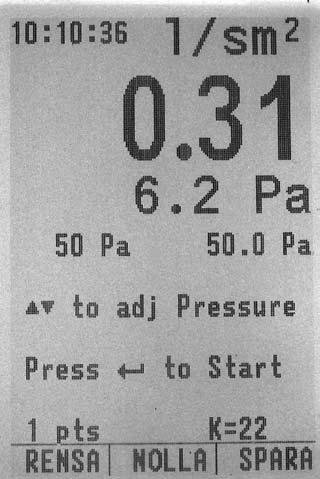 10:10:36 l/sm²
0.31
6.2 Pa
50 Pa 50.0 Pa
▲▼ to adj Pressure
Press ↵ to Start
1 pts K=22
RENSA| NOLLA| SPARA